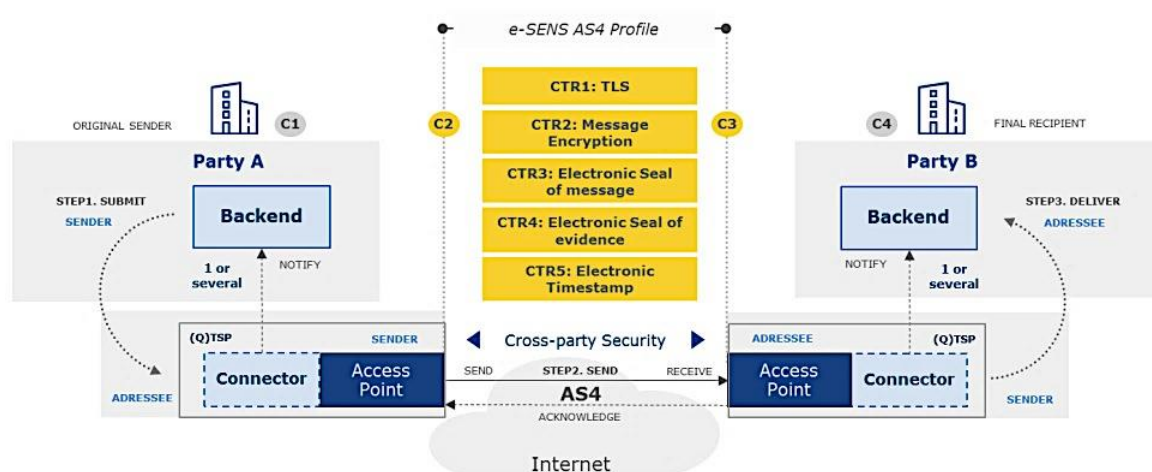 e-SENS AS4 Profile
CTR1: TLS
CTR2: Message
Encryption
CTR3: Electronic Seal
of message
CTR4: Electronic Seal of
evidence
CTR5: Electronic
Timestamp
Cross-party Security
ORIGINAL SENDER
C1
C2
C3
C4
FINAL RECIPIENT
Party A
STEP1. SUBMIT
SENDER
Backend
1 or
several
NOTIFY
(Q)TSP
SENDER
Connector
Access
Point
ADRESSEE
SEND
STEP2. SEND
RECEIVE
AS4
ACKNOWLEDGE
Internet
Party B
Backend
STEP3. DELIVER
ADRESSEE
NOTIFY
1 or
several
ADRESSEE
(Q)TSP
Access
Point
Connector
SENDER